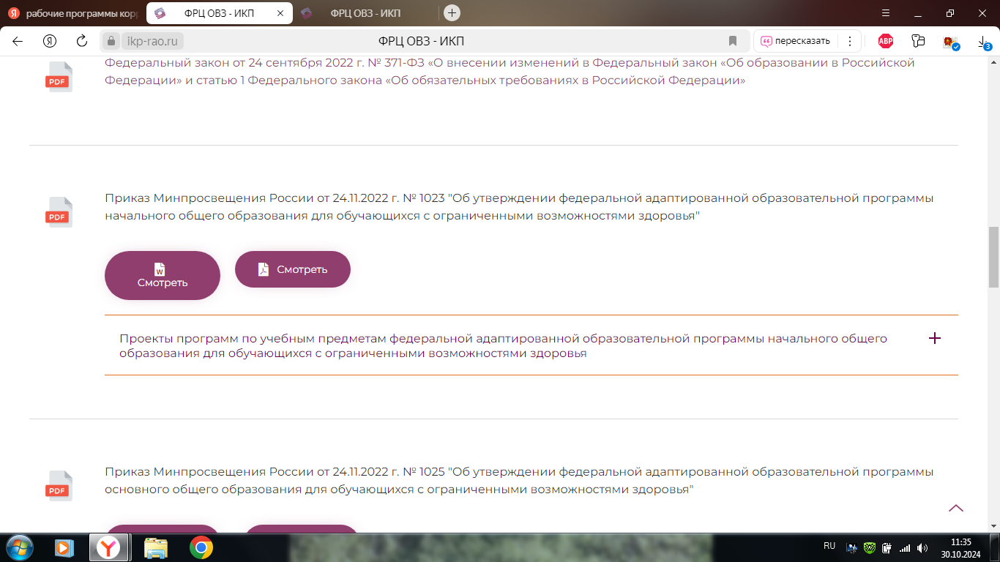 рабочие программы кор
ФРЦ ОВЗ - ИКП
ФРЦ ОВЗ - ИКП
ikp-rao.ru
ФРЦ ОВЗ - ИКП
пересказать
ABP
3
Федеральный закон от 24 сентября 2022 г. № 371-ФЗ «О внесении изменений в Федеральный закон «Об образовании в Российской
Федерации» и статью 1 Федерального закона «Об обязательных требованиях в Российской Федерации»
PDF
Приказ Минпросвещения России от 24.11.2022 г. № 1023 "Об утверждении федеральной адаптированной образовательной программы
начального общего образования для обучающихся с ограниченными возможностями здоровья"
PDF
W
Смотреть
Смотреть
Проекты программ по учебным предметам федеральной адаптированной образовательной программы начального общего
образования для обучающихся с ограниченными возможностями здоровья
Приказ Минпросвещения России от 24.11.2022 г. № 1025 "Об утверждении федеральной адаптированной образовательной программы
основного общего образования для обучающихся с ограниченными возможностями здоровья"
PDF
RU
11:35
30.10.2024